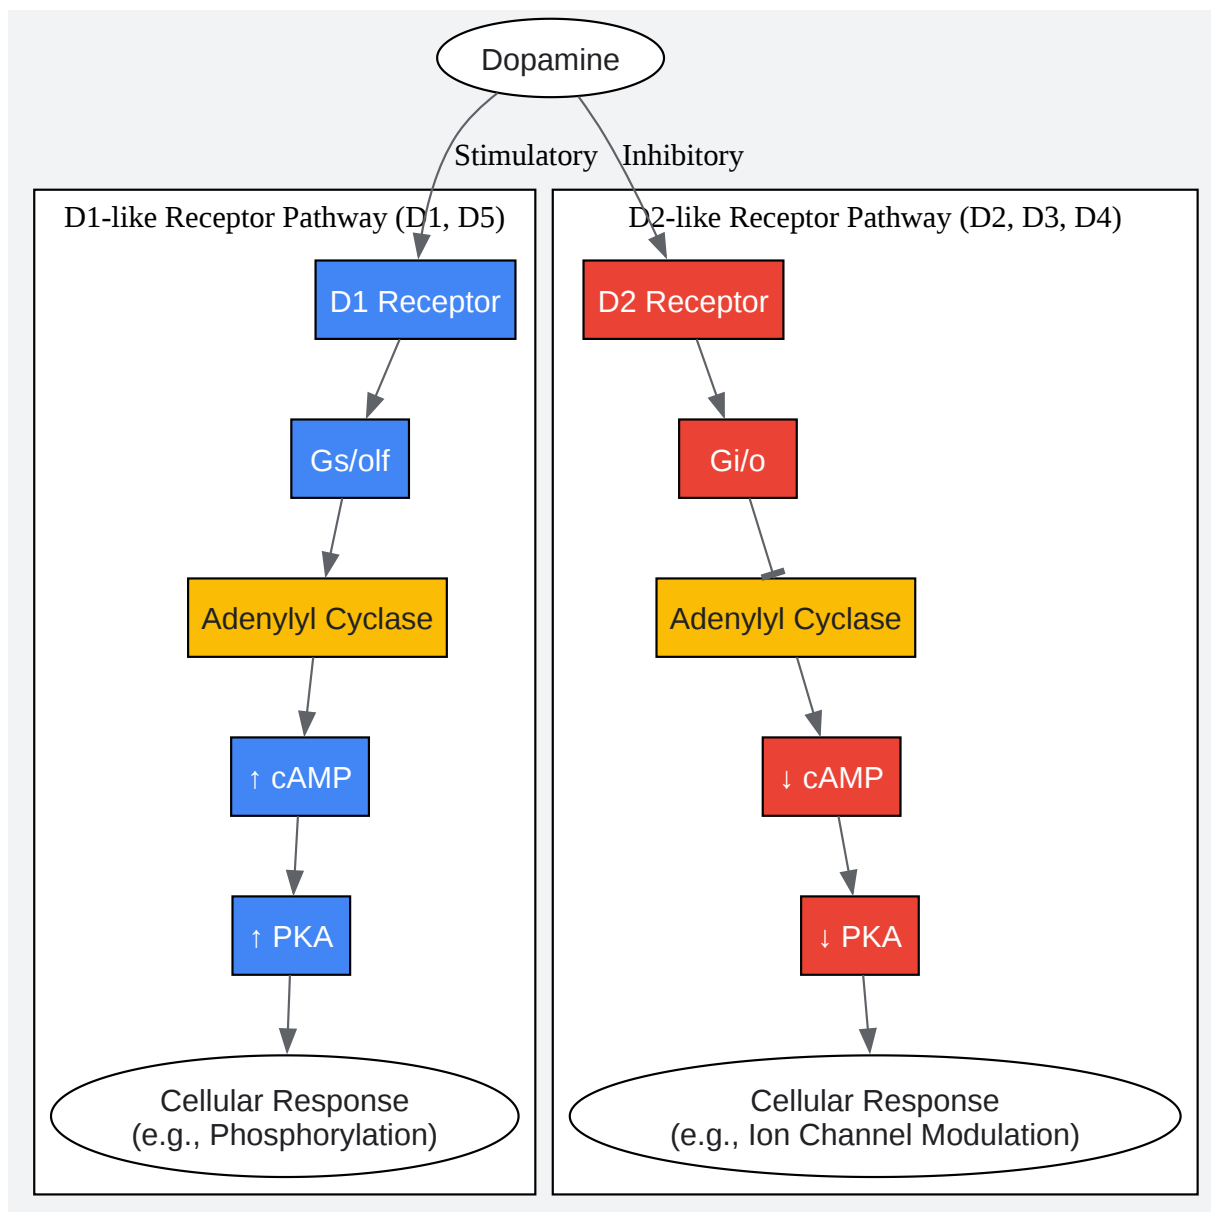 Dopamine
Stimulatory
Inhibitory
D1-like Receptor Pathway (D1, D5)
D1 Receptor
Gs/olf
Adenylyl Cyclase
↑ cAMP
↑ PKA
Cellular Response
(e.g., Phosphorylation)
D2-like Receptor Pathway (D2, D3, D4)
D2 Receptor
Gi/o
Adenylyl Cyclase
↓ cAMP
↓ PKA
Cellular Response
(e.g., Ion Channel Modulation)